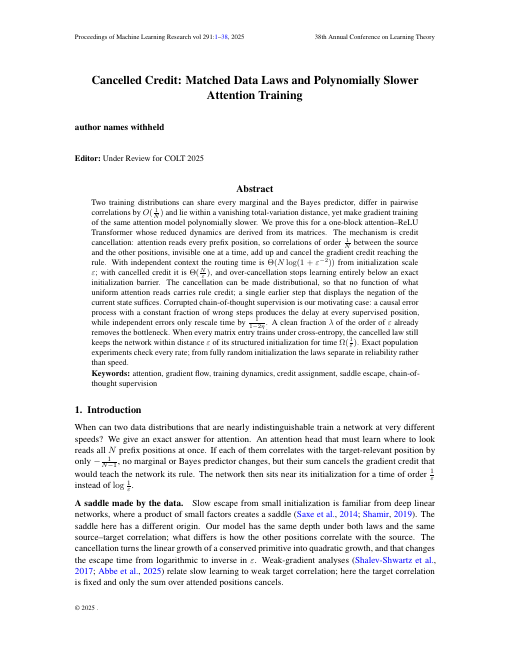 Proceedings of Machine Learning Research vol 291:1–38, 2025 38th Annual Conference on Learning Theory
Cancelled Credit: Matched Data Laws and Polynomially Slower
Attention Training
author names withheld
Editor: Under Review for COLT 2025
Abstract
Two training distributions can share every marginal and the Bayes predictor, differ in pairwise
correlations by O(1/N) and lie within a vanishing total-variation distance, yet make gradient training
of the same attention model polynomially slower. We prove this for a one-block attention–ReLU
Transformer whose reduced dynamics are derived from its matrices. The mechanism is credit
cancellation: attention reads every prefix position, so correlations of order 1/N between the source
and the other positions, invisible one at a time, add up and cancel the gradient credit reaching the
rule. With independent context the routing time is Θ(N log(1 + ε⁻²)) from initialization scale
ε; with cancelled credit it is Θ(N/ε), and over-cancellation stops learning entirely below an exact
initialization barrier. The cancellation can be made distributional, so that no function of what
uniform attention reads carries rule credit; a single earlier step that displays the negation of the
current state suffices. Corrupted chain-of-thought supervision is our motivating case: a causal error
process with a constant fraction of wrong steps produces the delay at every supervised position,
while independent errors only rescale time by 1/(1−2η). A clean fraction λ of the order of ε already
removes the bottleneck. When every matrix entry trains under cross-entropy, the cancelled law still
keeps the network within distance ε of its structured initialization for time Ω(1/ε). Exact population
experiments check every rate; from fully random initialization the laws separate in reliability rather
than speed.
Keywords: attention, gradient flow, training dynamics, credit assignment, saddle escape, chain-of-
thought supervision
1. Introduction
When can two data distributions that are nearly indistinguishable train a network at very different
speeds? We give an exact answer for attention. An attention head that must learn where to look
reads all N prefix positions at once. If each of them correlates with the target-relevant position by
only −1/(N−1), no marginal or Bayes predictor changes, but their sum cancels the gradient credit that
would teach the network its rule. The network then sits near its initialization for a time of order 1/ε
instead of log 1/ε.
A saddle made by the data. Slow escape from small initialization is familiar from deep linear
networks, where a product of small factors creates a saddle (Saxe et al., 2014; Shamir, 2019). The
saddle here has a different origin. Our model has the same depth under both laws and the same
source–target correlation; what differs is how the other positions correlate with the source. The
cancellation turns the linear growth of a conserved primitive into quadratic growth, and that changes
the escape time from logarithmic to inverse in ε. Weak-gradient analyses (Shalev-Shwartz et al.,
2017; Abbe et al., 2025) relate slow learning to weak target correlation; here the target correlation
is fixed and only the sum over attended positions cancels.
© 2025 .